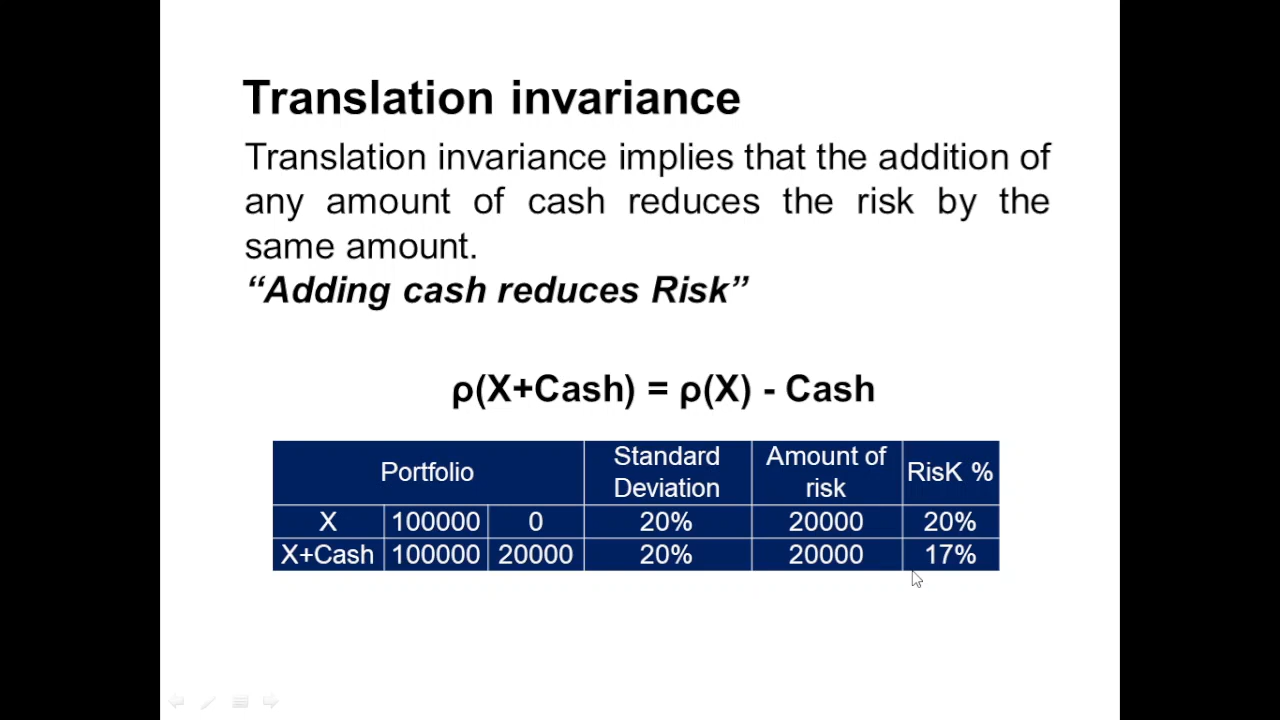 Translation invariance
Translation invariance implies that the addition of
any amount of cash reduces the risk by the
same amount.
“Adding cash reduces Risk”
ρ(X+Cash) = ρ(X) - Cash
Portfolio Standard Deviation Amount of risk RisK %
X 100000 0 20% 20000 20%
X+Cash 100000 20000 20% 20000 17%